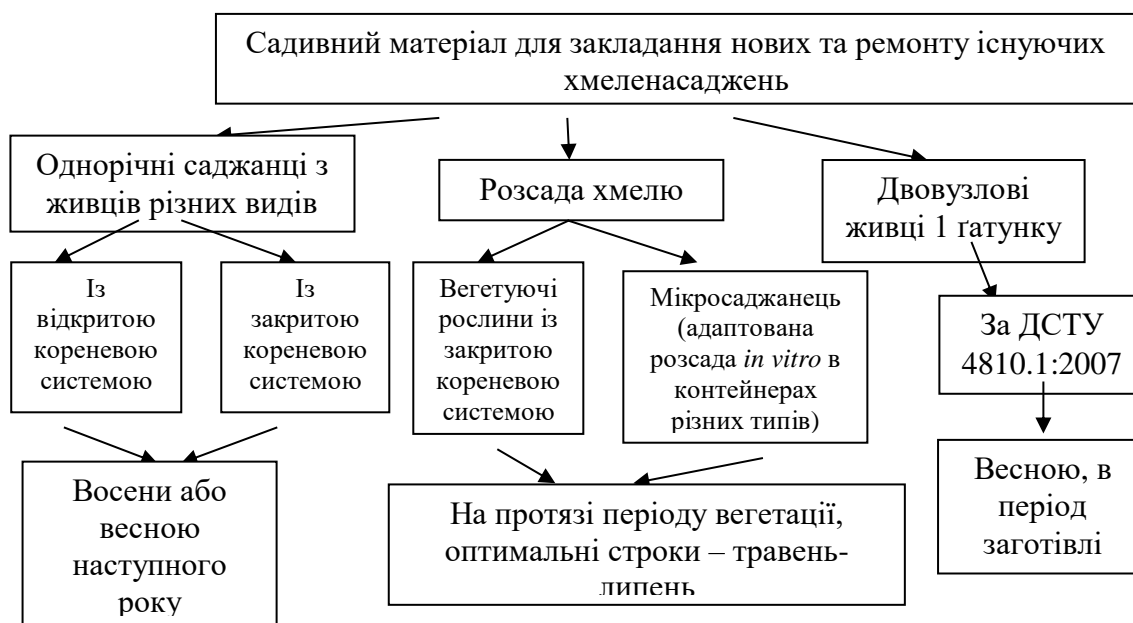 Садивний матеріал для закладання нових та ремонту існуючих
хмеленасаджень
Однорічні саджанці з
живців різних видів
Розсада хмелю
Двовузлові
живці 1 ґатунку
Із
відкритою
кореневою
системою
Із
закритою
кореневою
системою
Вегетуючі
рослини із
закритою
кореневою
системою
Мікросаджанець
(адаптована
розсада in vitro в
контейнерах
різних типів)
За ДСТУ
4810.1:2007
Восени або
весною
наступного
року
На протязі періоду вегетації,
оптимальні строки – травень-
липень
Весною, в
період
заготівлі